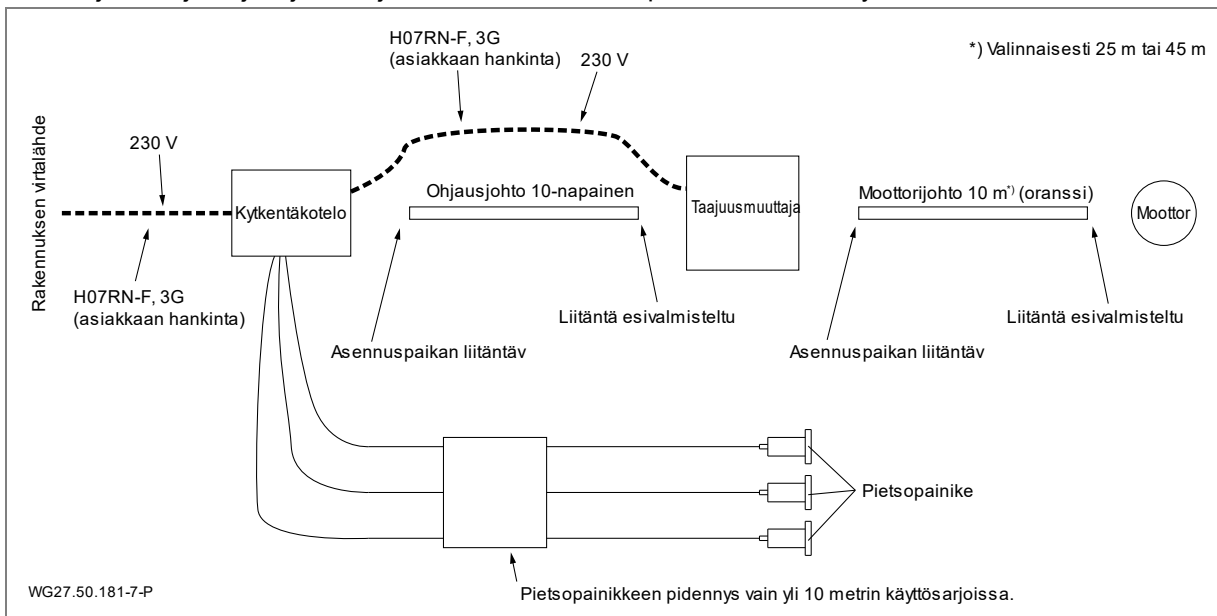 H07RN-F, 3G
(asiakkaan hankinta)
230 V
*) Valinnaisesti 25 m tai 45 m
Rakennuksen virtalähde
230 V
Kytkentäkotelo
Ohjausjohto 10-napainen
Taajuusmuuttaja
Moottorijohto 10 m*) (oranssi)
Moottor
H07RN-F, 3G
(asiakkaan hankinta)
Liitäntä esivalmisteltu
Liitäntä esivalmisteltu
Asennuspaikan liitäntäv
Asennuspaikan liitäntäv
Pietsopainike
WG27.50.181-7-P
Pietsopainikkeen pidennys vain yli 10 metrin käyttösarjoissa.